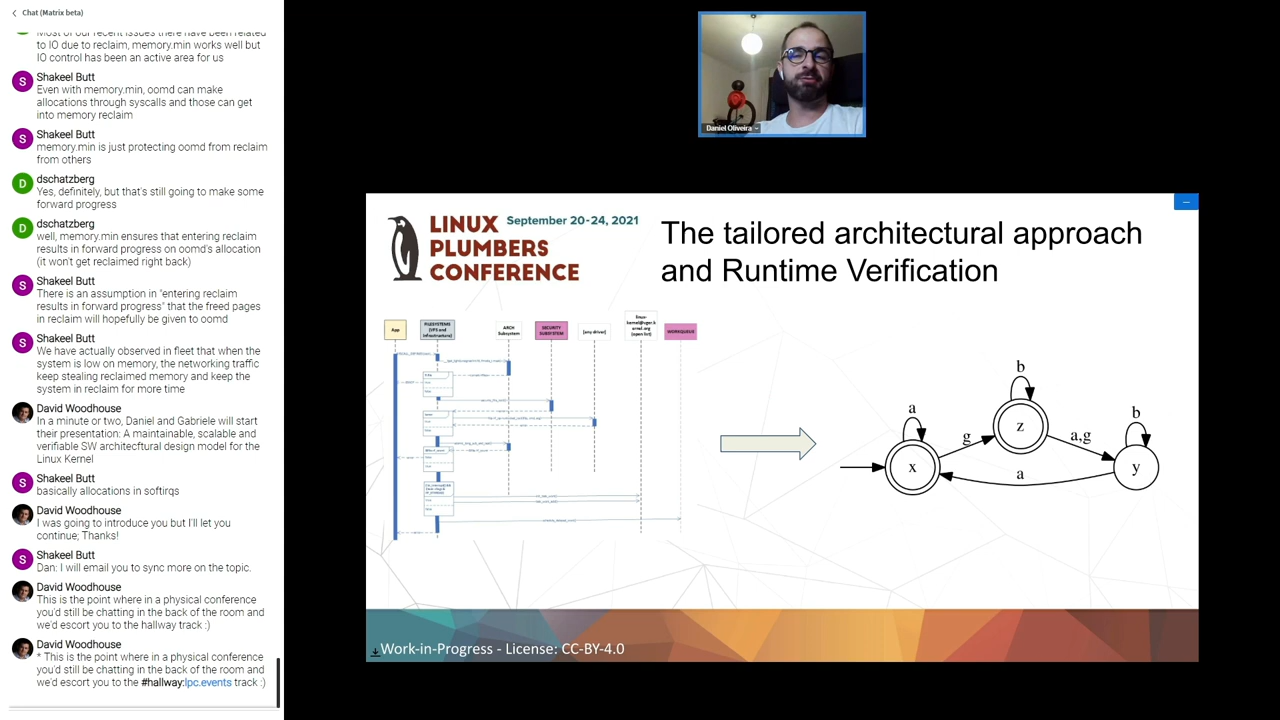 Chat (Matrix beta)
Most of our recent issues there have been related
to IO due to reclaim, memory.min works well but
IO control has been an active area for us
S
Shakeel Butt
Even with memory.min, oomd can make
allocations through syscalls and those can get
into memory reclaim
S
Shakeel Butt
memory.min is just protecting oomd from reclaim
from others
D
dschatzberg
Yes, definitely, but that's still going to make some
forward progress
D
dschatzberg
well, memory.min ensures that entering reclaim
results in forward progress on oomd's allocation
(it won't get reclaimed right back)
S
Shakeel Butt
There is an assumption in "entering reclaim
results in forward progress" that the freed pages
in reclaim will hopefully be given to oomd
S
Shakeel Butt
We have actually observed in fleet that when the
system is low on memory, the networking traffic
keep stealing reclaimed memory and keep the
system in reclaim for more time
David Woodhouse
In a minute or two, Daniel and Gabriele will start
their presentation: A maintainable, scalable and
verifiable SW architecftural design model for the
Linux Kernel
S
Shakeel Butt
basically allocations in softirqs
David Woodhouse
I was going to introduce you but I'll let you
continue; Thanks!
S
Shakeel Butt
Dan: I will email you to sync more on the topic.
David Woodhouse
This is the point where in a physical conference
you'd still be chatting in the back of the room and
we'd escort you to the hallway track :)
David Woodhouse
* This is the point where in a physical conference
you'd still be chatting in the back of the room and
we'd escort you to the #hallway:lpc.events track :)
Daniel Oliveira
LINUX
PLUMBERS
CONFERENCE
September 20-24, 2021
The tailored architectural approach
and Runtime Verification
App
FILESYSTEMS
(VFS and
infrastructure)
ARCH
Subsystem
SECURITY
SUBSYSTEM
(any driver)
WORKQUEUE
a
b
b
g
a,g
a
x
z
y
Work-in-Progress - License: CC-BY-4.0